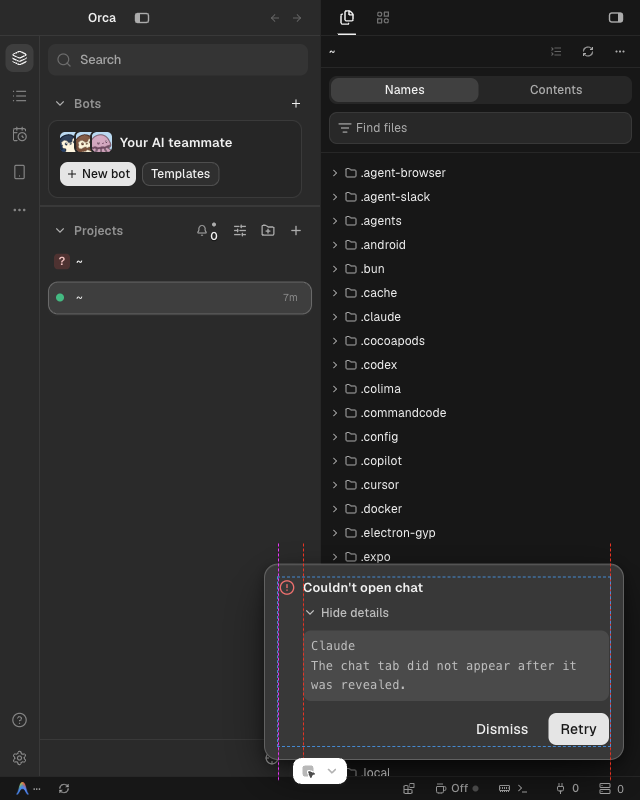 Orca
Search
Bots
Your AI teammate
New bot
Templates
Projects
0
? ~
~ 7m
~
Names
Contents
Find files
.agent-browser
.agent-slack
.agents
.android
.bun
.cache
.claude
.cocoapods
.codex
.colima
.commandcode
.config
.copilot
.cursor
.docker
.electron-gyp
.expo
Couldn't open chat
Hide details
Claude
The chat tab did not appear after it
was revealed.
Dismiss
Retry
.local
Off
0
0